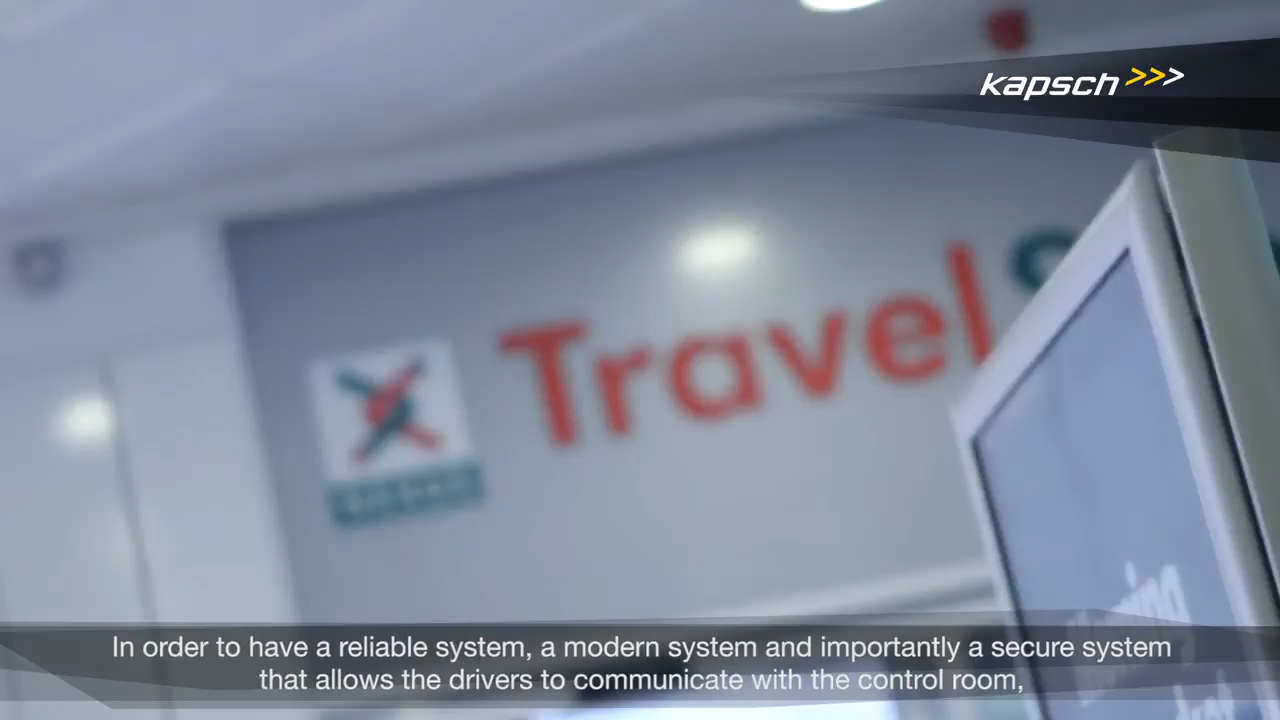 kapsch >>>
Travel
In order to have a reliable system, a modern system and importantly a secure system
that allows the drivers to communicate with the control room,